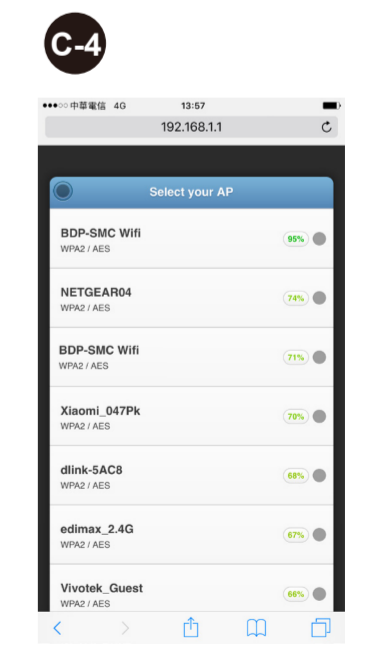 C-4
中華電信 4G 13:57
192.168.1.1
Select your AP
BDP-SMC Wifi
95%
WPA2 / AES
NETGEAR04
74%
WPA2 / AES
BDP-SMC Wifi
71%
WPA2 / AES
Xiaomi_047Pk
70%
WPA2 / AES
dlink-5AC8
68%
WPA2 / AES
edimax_2.4G
67%
WPA2 / AES
Vivotek_Guest
66%
WPA2 / AES